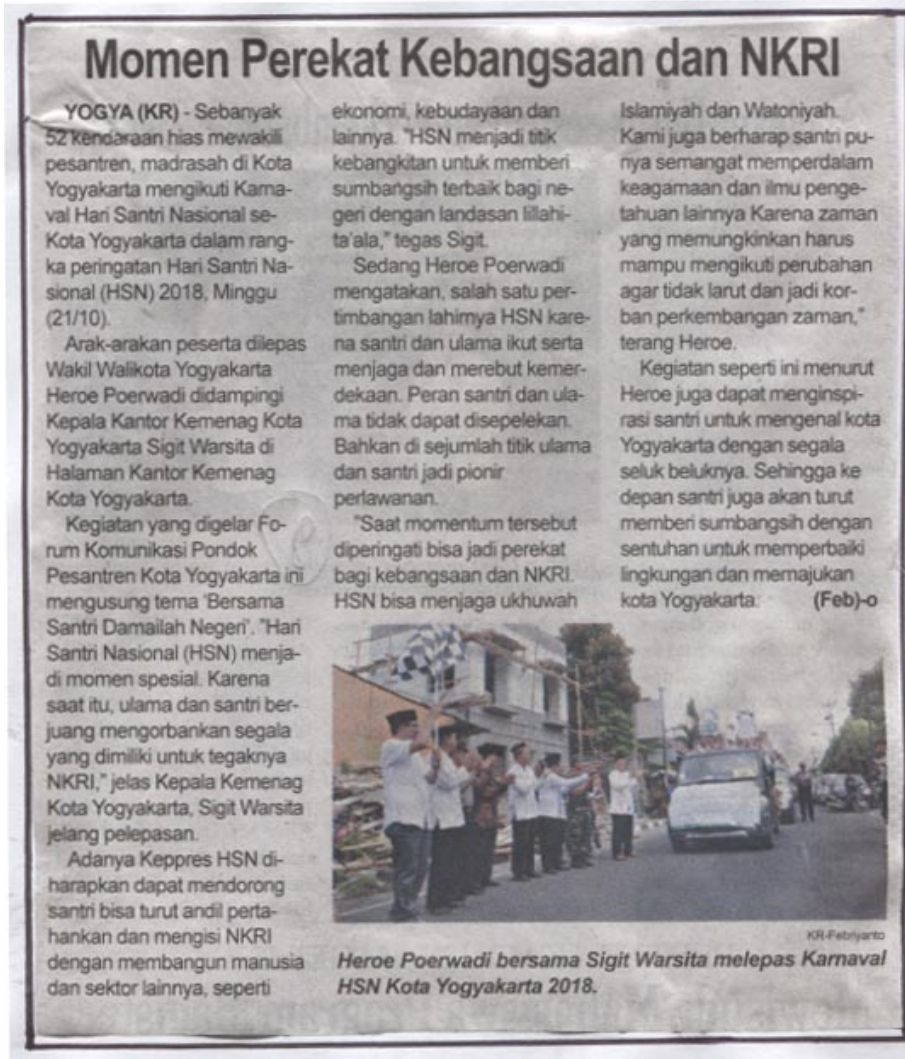 Momen Perekat Kebangsaan dan NKRI
YOGYA (KR) - Sebanyak
52 kendaraan hias mewakili
pesantren, madrasah di Kota
Yogyakarta mengikuti Karna-
val Hari Santri Nasional se-
Kota Yogyakarta dalam rang-
ka peringatan Hari Santri Na-
sional (HSN) 2018, Minggu
(21/10).
Arak-arakan peserta dilepas
Wakil Walikota Yogyakarta
Heroe Poerwadi didampingi
Kepala Kantor Kemenag Kota
Yogyakarta Sigit Warsita di
Halaman Kantor Kemenag
Kota Yogyakarta.
Kegiatan yang digelar Fo-
rum Komunikasi Pondok
Pesantren Kota Yogyakarta ini
mengusung tema 'Bersama
Santri Damailah Negeri'. "Hari
Santri Nasional (HSN) menja-
di momen spesial. Karena
saat itu, ulama dan santri ber-
juang mengorbankan segala
yang dimiliki untuk tegaknya
NKRI," jelas Kepala Kemenag
Kota Yogyakarta, Sigit Warsita
jelang pelepasan.
Adanya Keppres HSN di-
harapkan dapat mendorong
santri bisa turut andil perta-
hankan dan mengisi NKRI
dengan membangun manusia
dan sektor lainnya, seperti
ekonomi, kebudayaan dan
lainnya. "HSN menjadi titik
kebangkitan untuk memberi
sumbangsih terbaik bagi ne-
geri dengan landasan lillahi-
ta'ala," tegas Sigit.
Sedang Heroe Poerwadi
mengatakan, salah satu per-
timbangan lahirnya HSN kare-
na santri dan ulama ikut serta
menjaga dan merebut kemer-
dekaan. Peran santri dan ula-
ma tidak dapat disepelekan.
Bahkan di sejumlah titik ulama
dan santri jadi pionir
perlawanan.
"Saat momentum tersebut
diperingati bisa jadi perekat
bagi kebangsaan dan NKRI.
HSN bisa menjaga ukhuwah
Islamiyah dan Watoniyah.
Kami juga berharap santri pu-
nya semangat memperdalam
keagamaan dan ilmu penge-
tahuan lainnya Karena zaman
yang memungkinkan harus
mampu mengikuti perubahan
agar tidak larut dan jadi kor-
ban perkembangan zaman,"
terang Heroe.
Kegiatan seperti ini menurut
Heroe juga dapat menginspi-
rasi santri untuk mengenal kota
Yogyakarta dengan segala
seluk beluknya. Sehingga ke
depan santri juga akan turut
memberi sumbangsih dengan
sentuhan untuk memperbaiki
lingkungan dan memajukan
kota Yogyakarta. (Feb)-o
KR-Febriyanto
Heroe Poerwadi bersama Sigit Warsita melepas Karnaval
HSN Kota Yogyakarta 2018.